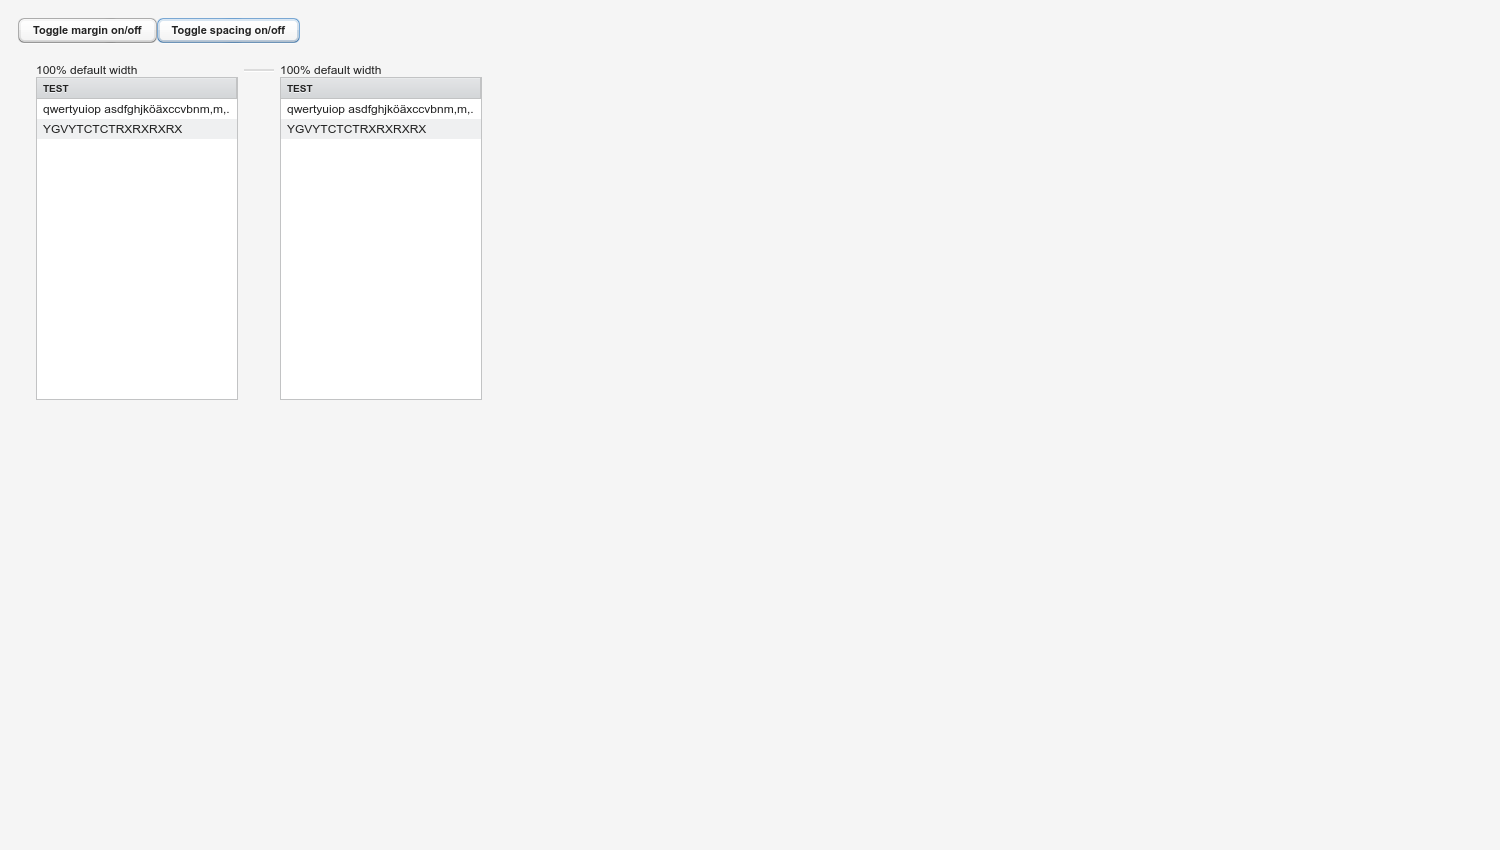 Toggle margin on/off Toggle spacing on/off
100% default width 100% default width
TEST TEST
qwertyuiop asdfghjköäxccvbnm,m,. qwertyuiop asdfghjköäxccvbnm,m,.
YGVYTCTCTRXRXRXRX YGVYTCTCTRXRXRXRX